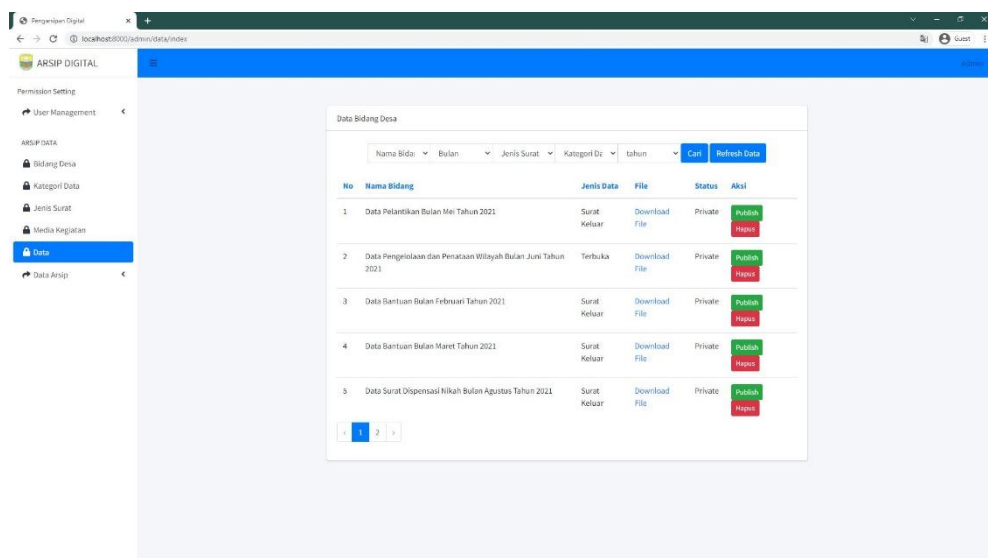 Pengarsipan Digital
localhost:8000/admin/data/index
Guest
ARSIP DIGITAL
Admin
Permission Setting
User Management
ARSIP DATA
Bidang Desa
Kategori Data
Jenis Surat
Media Kegiatan
Data
Data Arsip
Data Bidang Desa
Nama Bida Bulan Jenis Surat Kategori Da tahun Cari Refresh Data
No Nama Bidang Jenis Data File Status Aksi
1 Data Pelantikan Bulan Mei Tahun 2021 Surat Download Private Publish
Keluar File Hapus
2 Data Pengelolaan dan Penataan Wilayah Bulan Juni Tahun Terbuka Download Private Publish
2021 File Hapus
3 Data Bantuan Bulan Februari Tahun 2021 Surat Download Private Publish
Keluar File Hapus
4 Data Bantuan Bulan Maret Tahun 2021 Surat Download Private Publish
Keluar File Hapus
5 Data Surat Dispensasi Nikah Bulan Agustus Tahun 2021 Surat Download Private Publish
Keluar File Hapus
‹ 1 2 ›